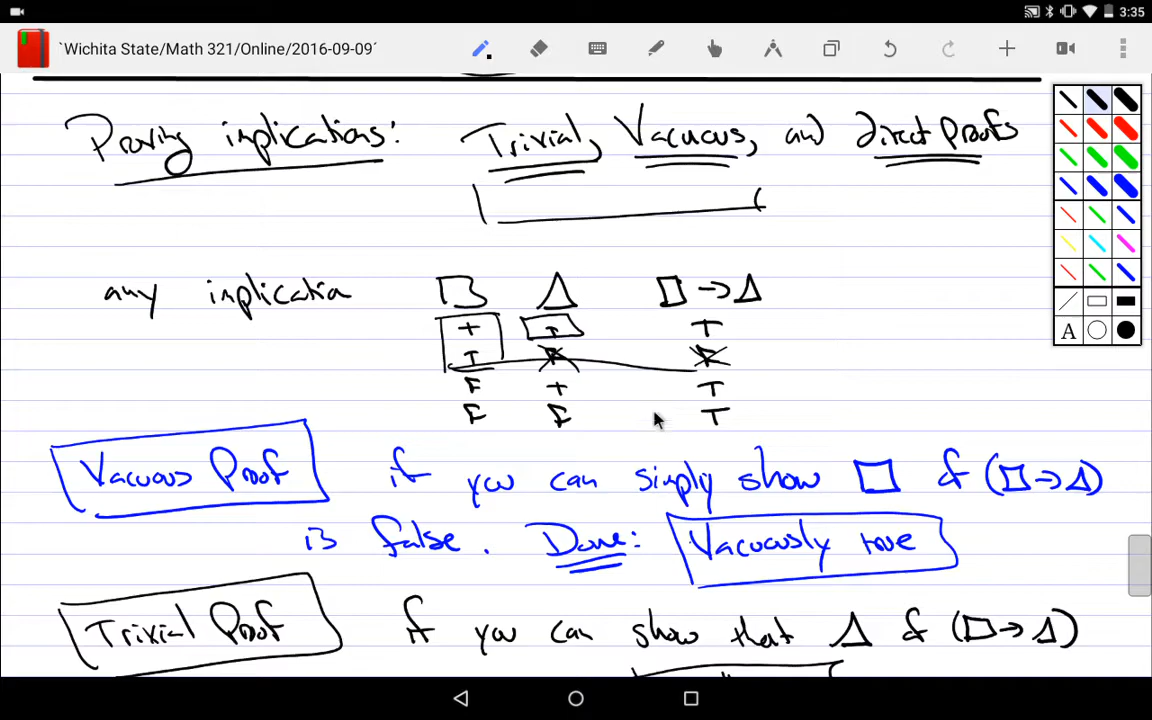 3:35
`Wichita State/Math 321/Online/2016-09-09´
Proving implications: Trivial, Vacuous, and direct Proofs
any implication □ △ □ → △
T T T
T F F
F T T
F F T
Vacuous Proof if you can simply show □ of (□ → △)
is false. Done: Vacuously true
Trivial Proof if you can show that △ of (□ → △)
A